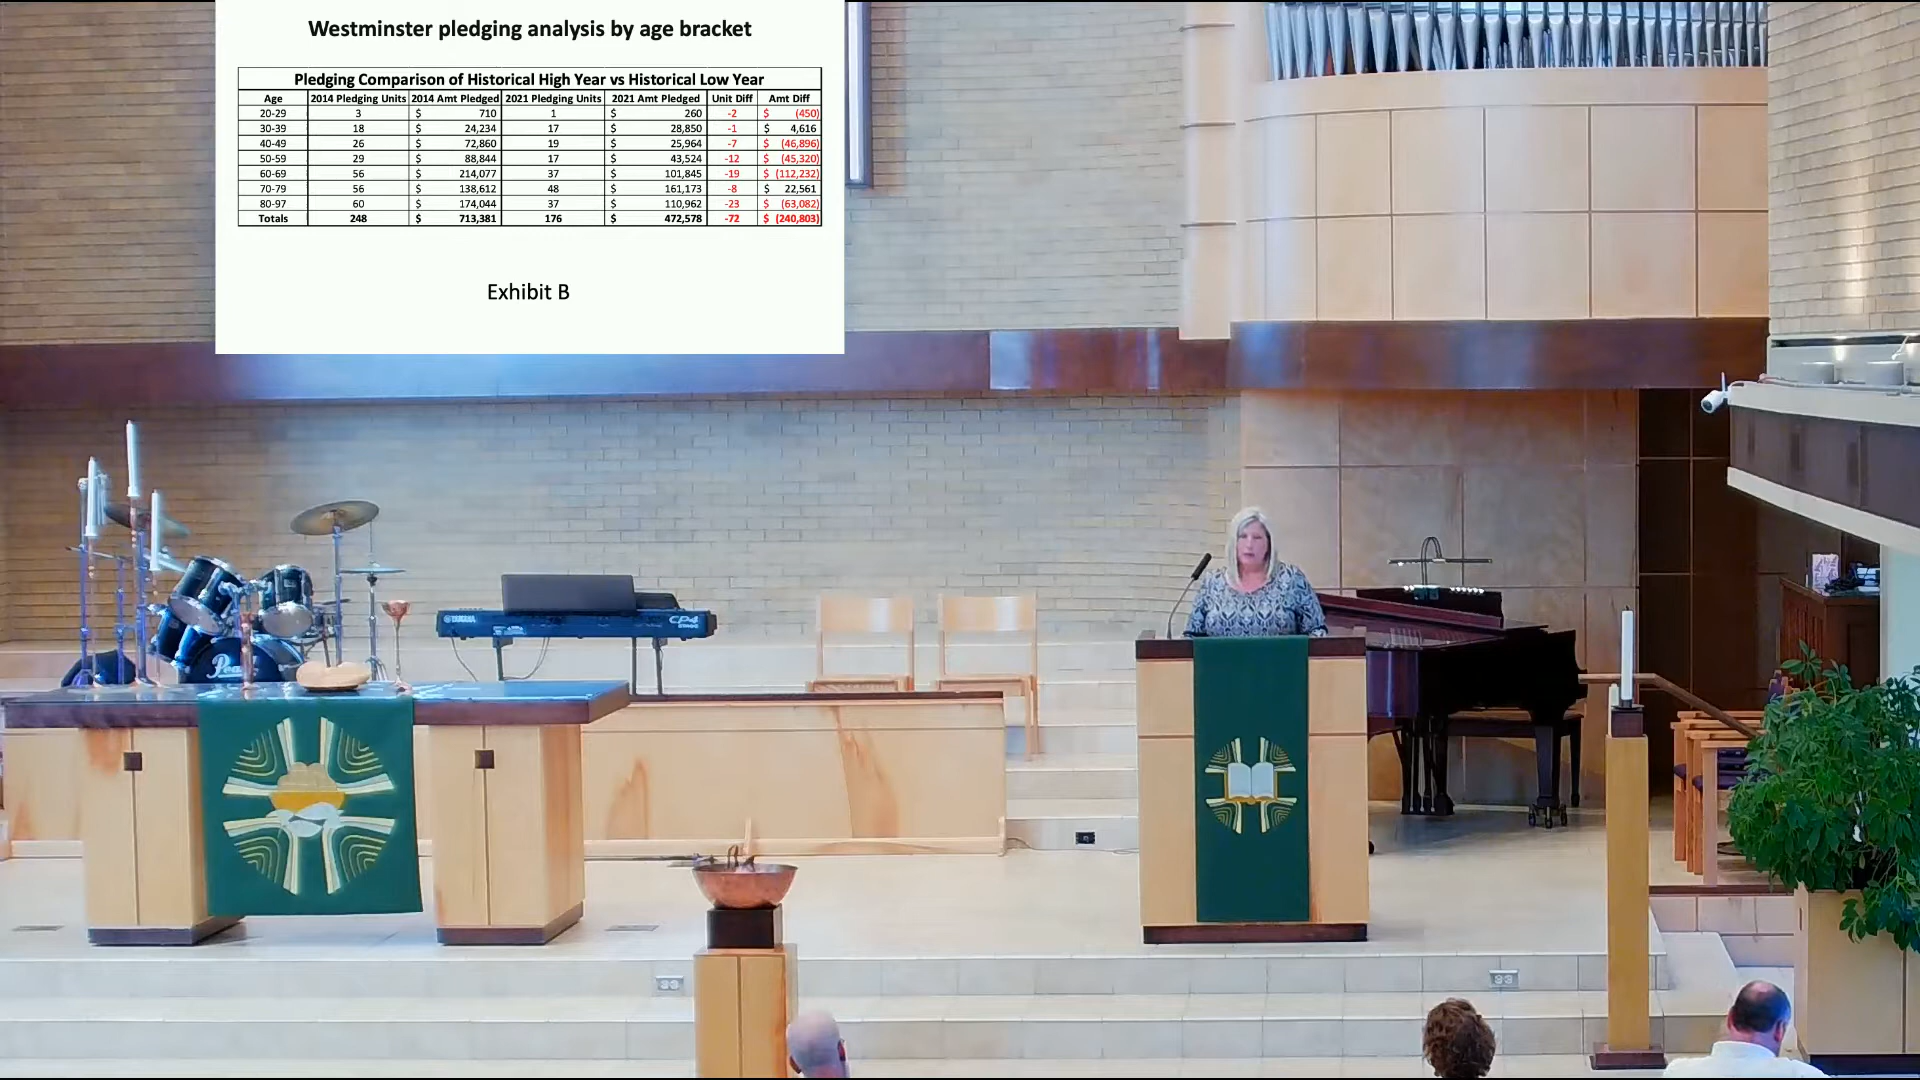 Westminster pledging analysis by age bracket
Pledging Comparison of Historical High Year vs Historical Low Year
Age 2014 Pledging Units 2014 Amt Pledged 2021 Pledging Units 2021 Amt Pledged Unit Diff Amt Diff
20-29 3 $ 710 1 $ 260 -2 $ (450)
30-39 18 $ 24,234 17 $ 28,850 -1 $ 4,616
40-49 26 $ 72,860 19 $ 25,964 -7 $ (46,896)
50-59 29 $ 88,844 17 $ 43,524 -12 $ (45,320)
60-69 56 $ 214,077 37 $ 101,845 -19 $ (112,232)
70-79 56 $ 138,612 48 $ 161,173 -8 $ 22,561
80-97 60 $ 174,044 37 $ 110,962 -23 $ (63,082)
Totals 248 $ 713,381 176 $ 472,578 -72 $ (240,803)
Exhibit B
YAMAHA
CP4
Pearl